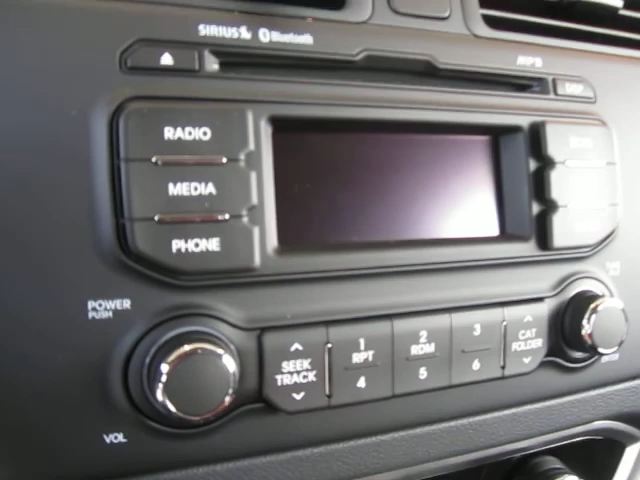 SIRIUS Bluetooth
MP3
DISP
RADIO
MEDIA
PHONE
POWER
PUSH
VOL
SEEK
TRACK
1
RPT
4
2
RDM
5
3
6
CAT
FOLDER